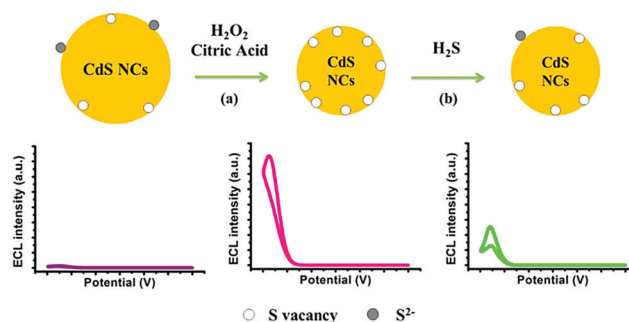 CdS NCs
H₂O₂
Citric Acid
(a)
CdS
NCs
H₂S
(b)
CdS
NCs
ECL intensity (a.u.)
Potential (V)
ECL intensity (a.u.)
Potential (V)
ECL intensity (a.u.)
Potential (V)
S vacancy
S²⁻